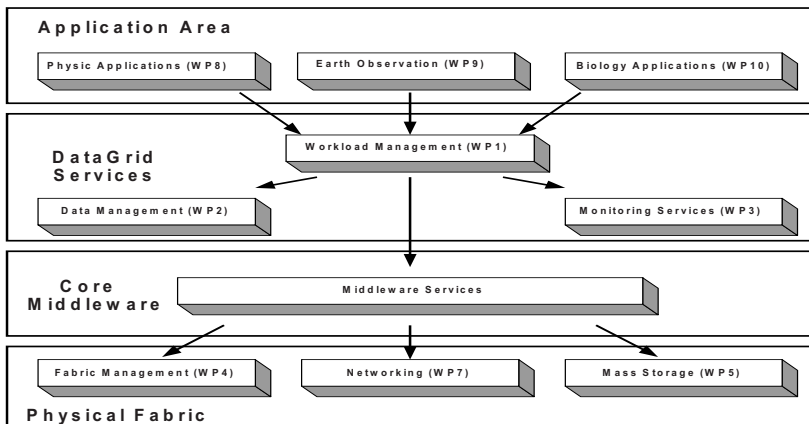 Application Area
Physic Applications (WP8)
Earth Observation (WP9)
Biology Applications (WP10)
Workload Management (WP1)
DataGrid
Services
Data Management (WP2)
Monitoring Services (WP3)
Core
Middleware
Middleware Services
Fabric Management (WP4)
Networking (WP7)
Mass Storage (WP5)
Physical Fabric